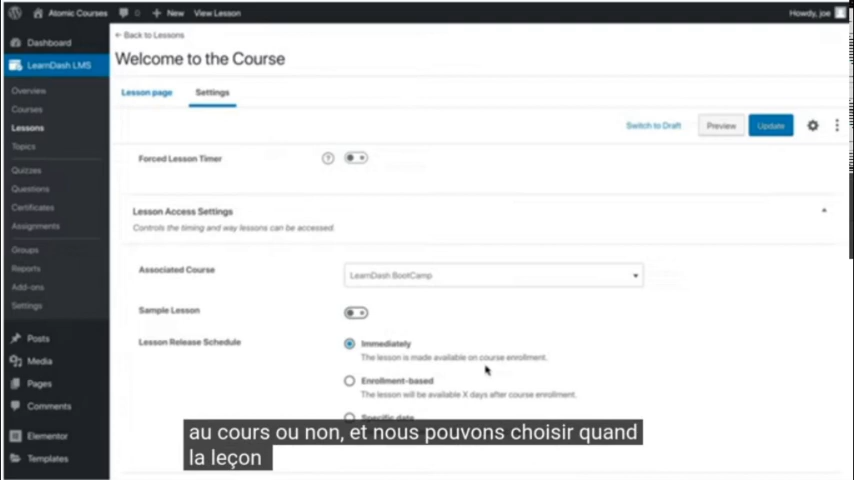 Atomic Courses 0 + New View Lesson Howdy, joe
Dashboard
LearnDash LMS
Overview
Courses
Lessons
Topics
Quizzes
Questions
Certificates
Assignments
Groups
Reports
Add-ons
Settings
Posts
Media
Pages
Comments
Elementor
Templates
← Back to Lessons
Welcome to the Course
Lesson page Settings
Switch to Draft Preview Update
Forced Lesson Timer
Lesson Access Settings
Controls the timing and way lessons can be accessed.
Associated Course LearnDash BootCamp
Sample Lesson
Lesson Release Schedule Immediately
The lesson is made available on course enrollment.
Enrollment-based
The lesson will be available X days after course enrollment.
Specific date
au cours ou non, et nous pouvons choisir quand
la leçon